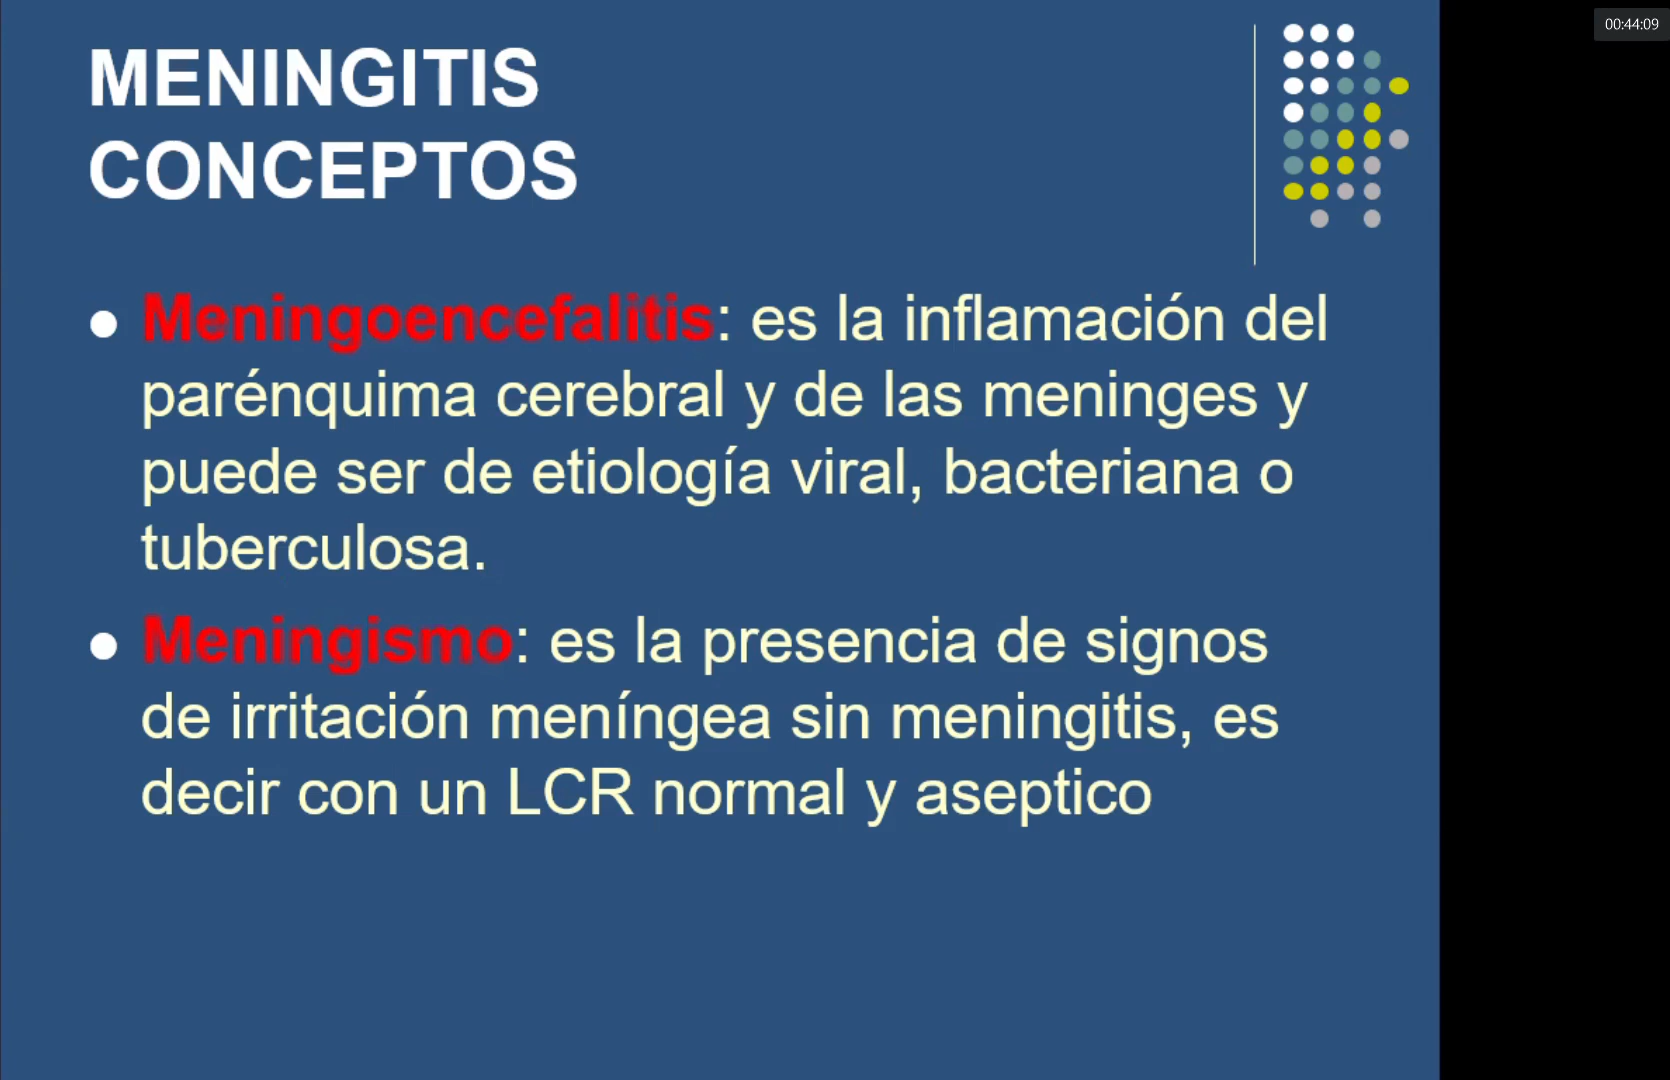 00:44:09
MENINGITIS
CONCEPTOS
● Meningoencefalitis: es la inflamación del
parénquima cerebral y de las meninges y
puede ser de etiología viral, bacteriana o
tuberculosa.
● Meningismo: es la presencia de signos
de irritación meníngea sin meningitis, es
decir con un LCR normal y aseptico